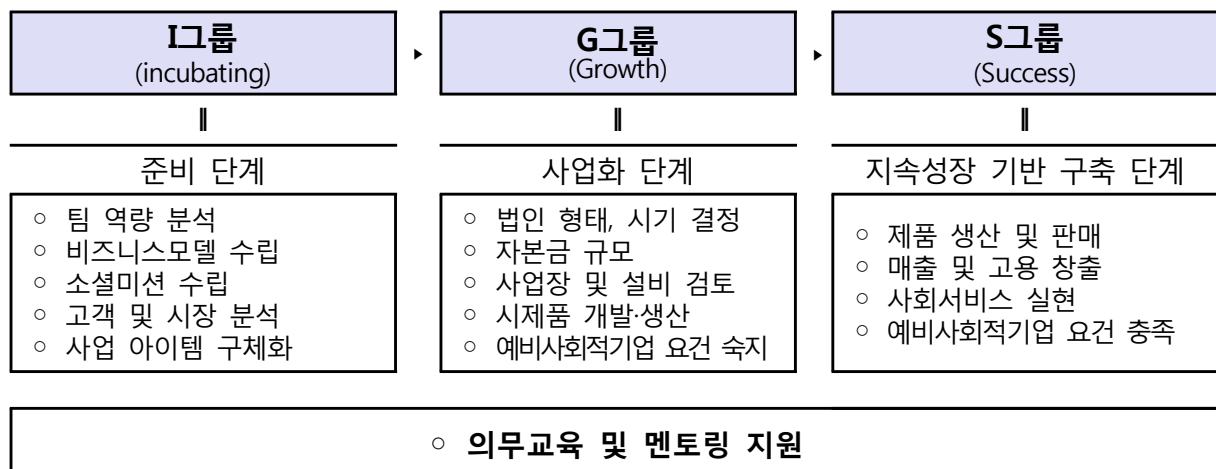 I그룹
(incubating)
▸
G그룹
(Growth)
▸
S그룹
(Success)
∥
∥
∥
준비 단계
사업화 단계
지속성장 기반 구축 단계
○ 팀 역량 분석
○ 비즈니스모델 수립
○ 소셜미션 수립
○ 고객 및 시장 분석
○ 사업 아이템 구체화
○ 법인 형태, 시기 결정
○ 자본금 규모
○ 사업장 및 설비 검토
○ 시제품 개발·생산
○ 예비사회적기업 요건 숙지
○ 제품 생산 및 판매
○ 매출 및 고용 창출
○ 사회서비스 실현
○ 예비사회적기업 요건 충족
○ 의무교육 및 멘토링 지원